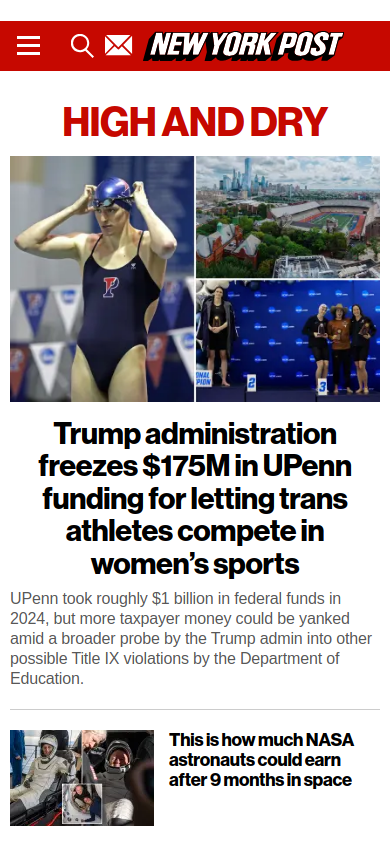 NEW YORK POST
HIGH AND DRY
P
2
3
Trump administration
freezes $175M in UPenn
funding for letting trans
athletes compete in
women's sports
UPenn took roughly $1 billion in federal funds in
2024, but more taxpayer money could be yanked
amid a broader probe by the Trump admin into other
possible Title IX violations by the Department of
Education.
This is how much NASA
astronauts could earn
after 9 months in space